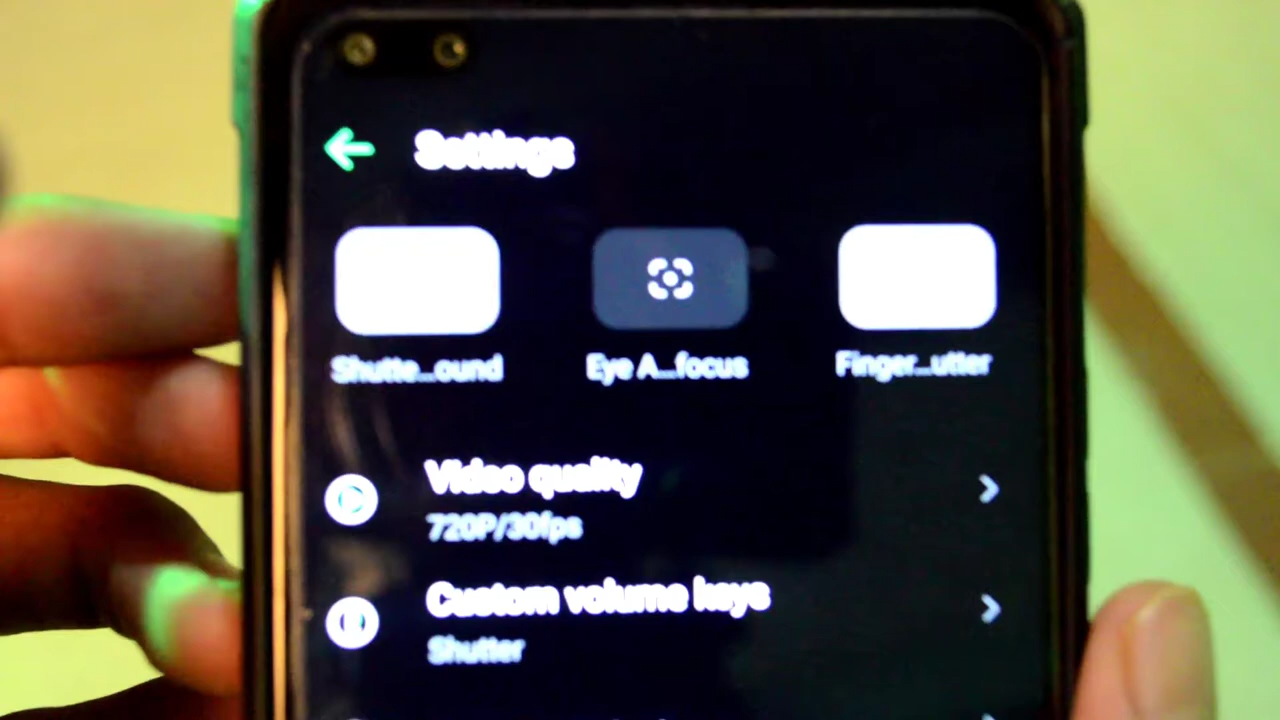 Settings
Shutte...ound
Eye A...focus
Finger...utter
Video quality
720P/30fps
Custom volume keys
Shutter